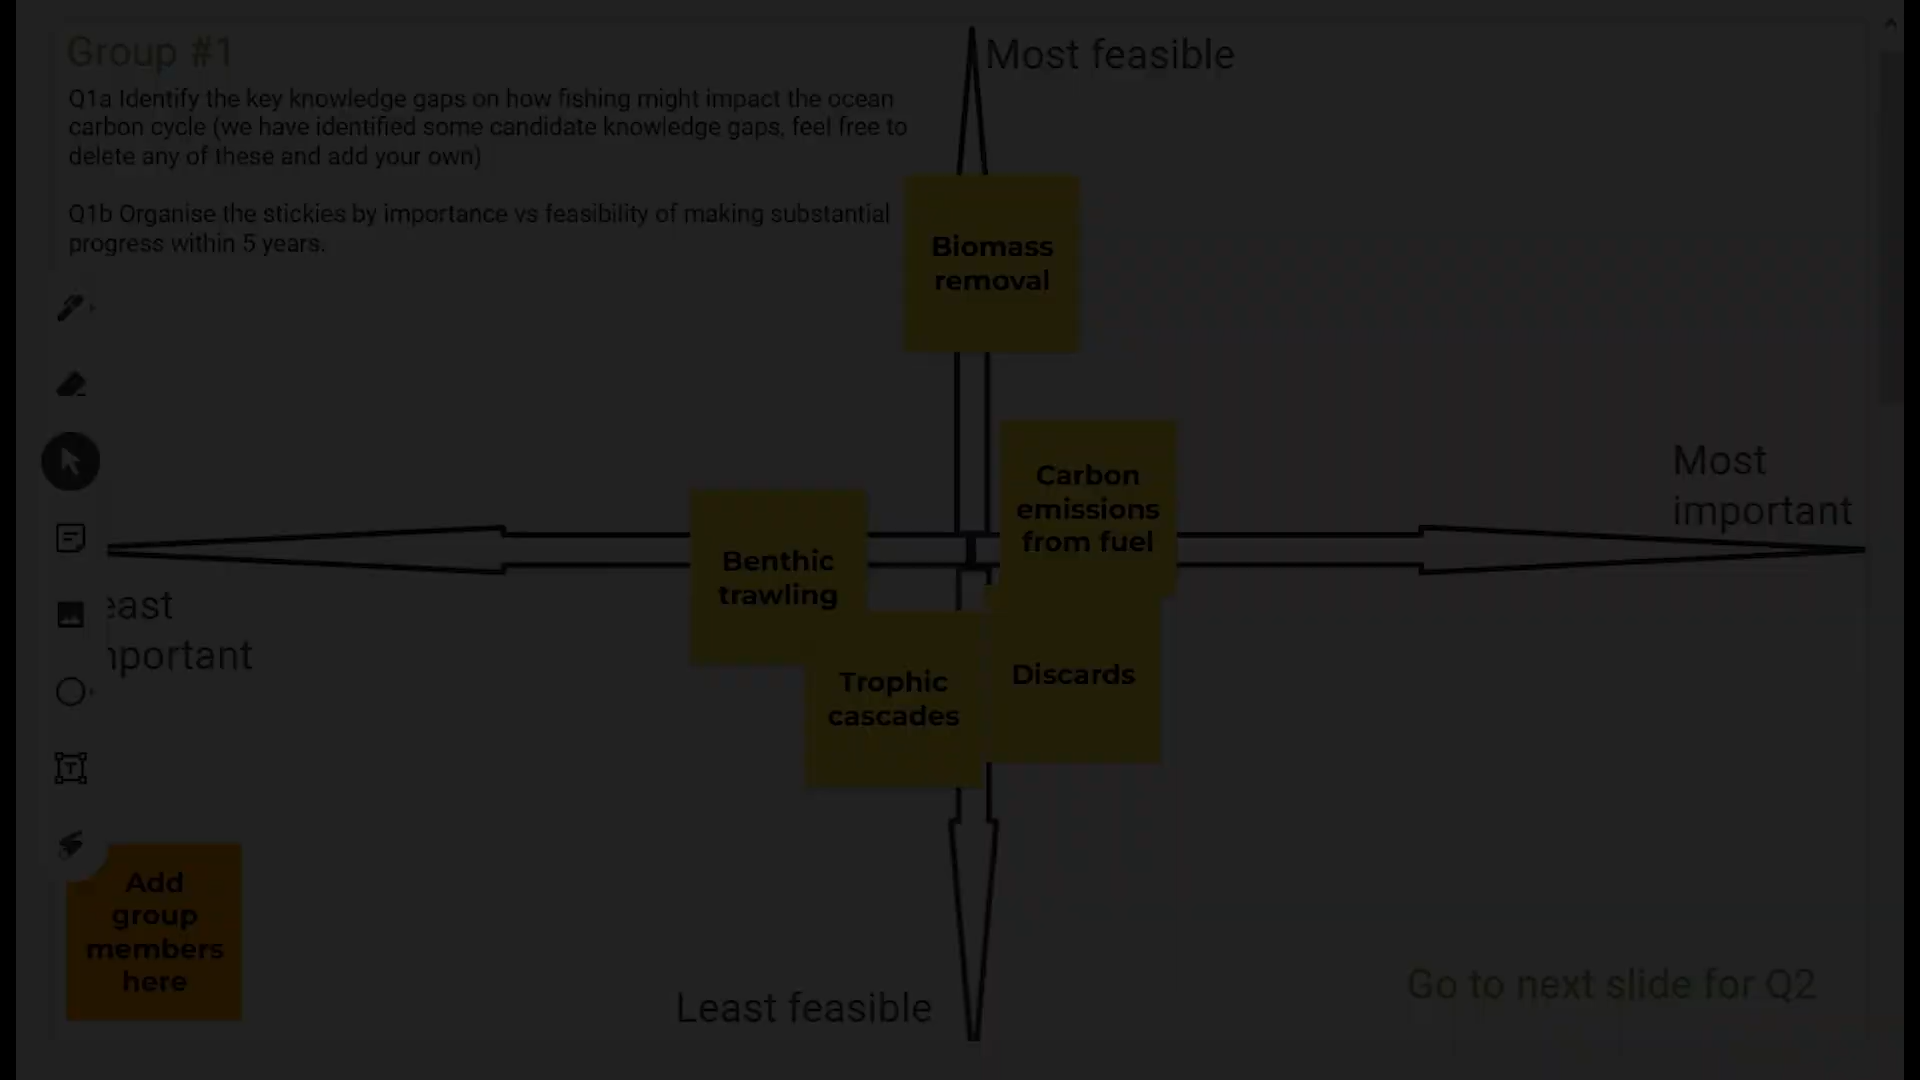 Group #1
Q1a Identify the key knowledge gaps on how fishing might impact the ocean
carbon cycle (we have identified some candidate knowledge gaps, feel free to
delete any of these and add your own)
Q1b Organise the stickies by importance vs feasibility of making substantial
progress within 5 years.
Most feasible
Biomass
removal
Carbon
emissions
from fuel
Most
important
Benthic
trawling
east
nportant
Trophic
cascades
Discards
Add
group
members
here
Least feasible
Go to next slide for Q2